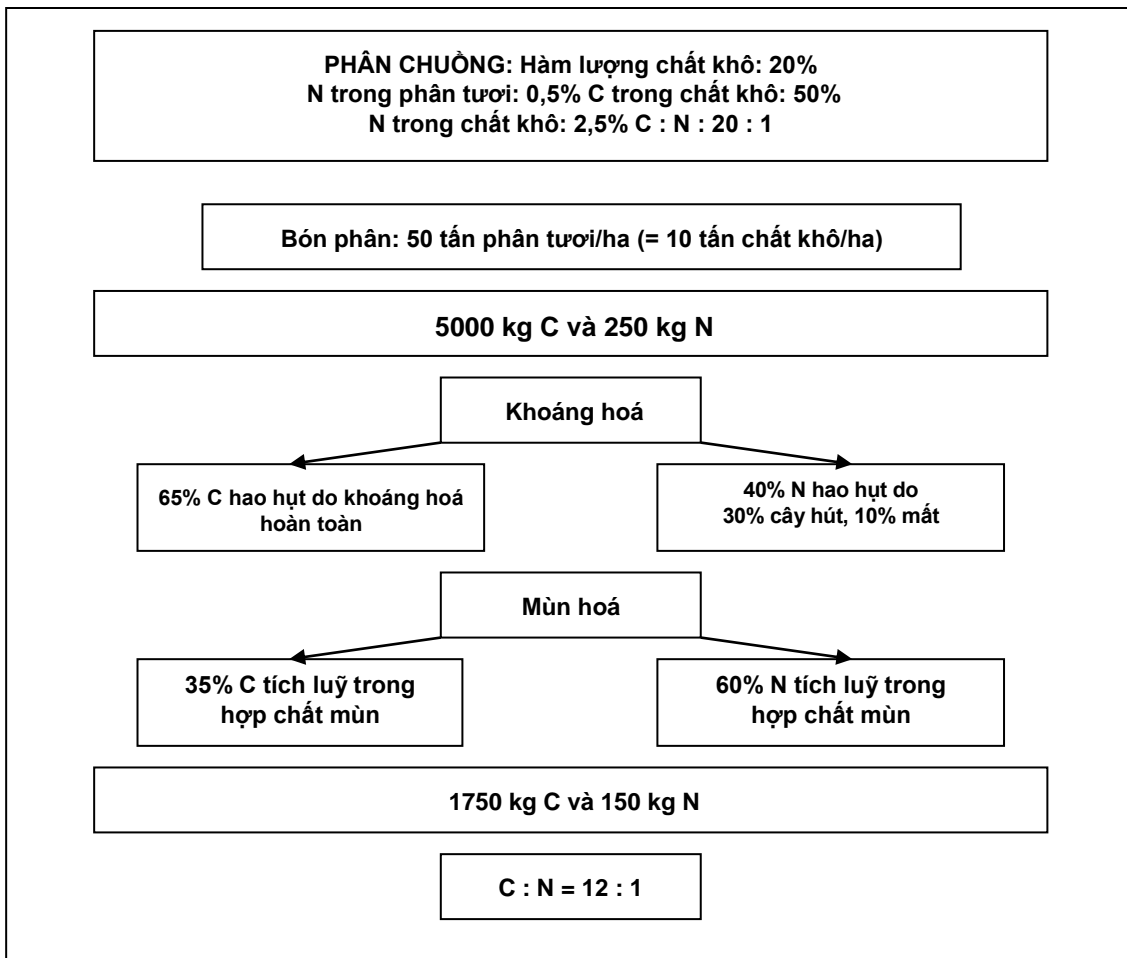 PHÂN CHUỒNG: Hàm lượng chất khô: 20%
N trong phân tươi: 0,5% C trong chất khô: 50%
N trong chất khô: 2,5% C : N : 20 : 1
Bón phân: 50 tấn phân tươi/ha (= 10 tấn chất khô/ha)
5000 kg C và 250 kg N
Khoáng hoá
65% C hao hụt do khoáng hoá
hoàn toàn
40% N hao hụt do
30% cây hút, 10% mất
Mùn hoá
35% C tích luỹ trong
hợp chất mùn
60% N tích luỹ trong
hợp chất mùn
1750 kg C và 150 kg N
C : N = 12 : 1